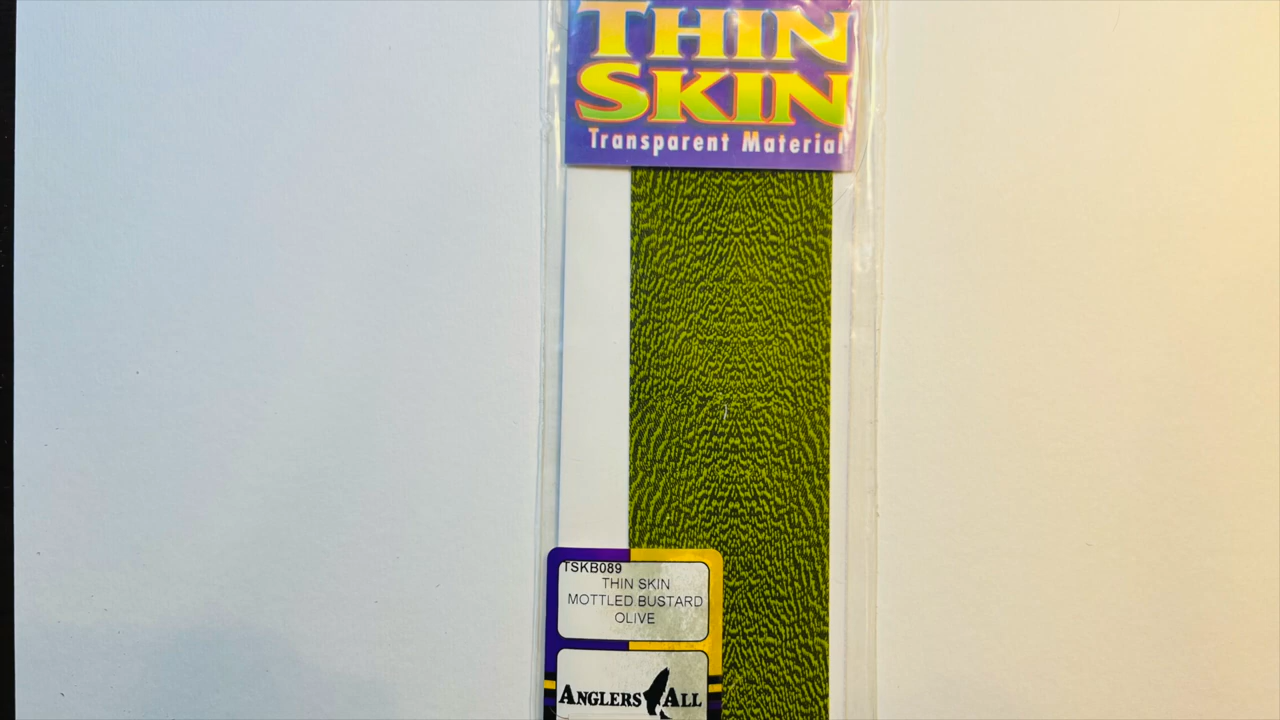 THIN
SKIN
Transparent Material
TSKB089
THIN SKIN
MOTTLED BUSTARD
OLIVE
ANGLERS ALL